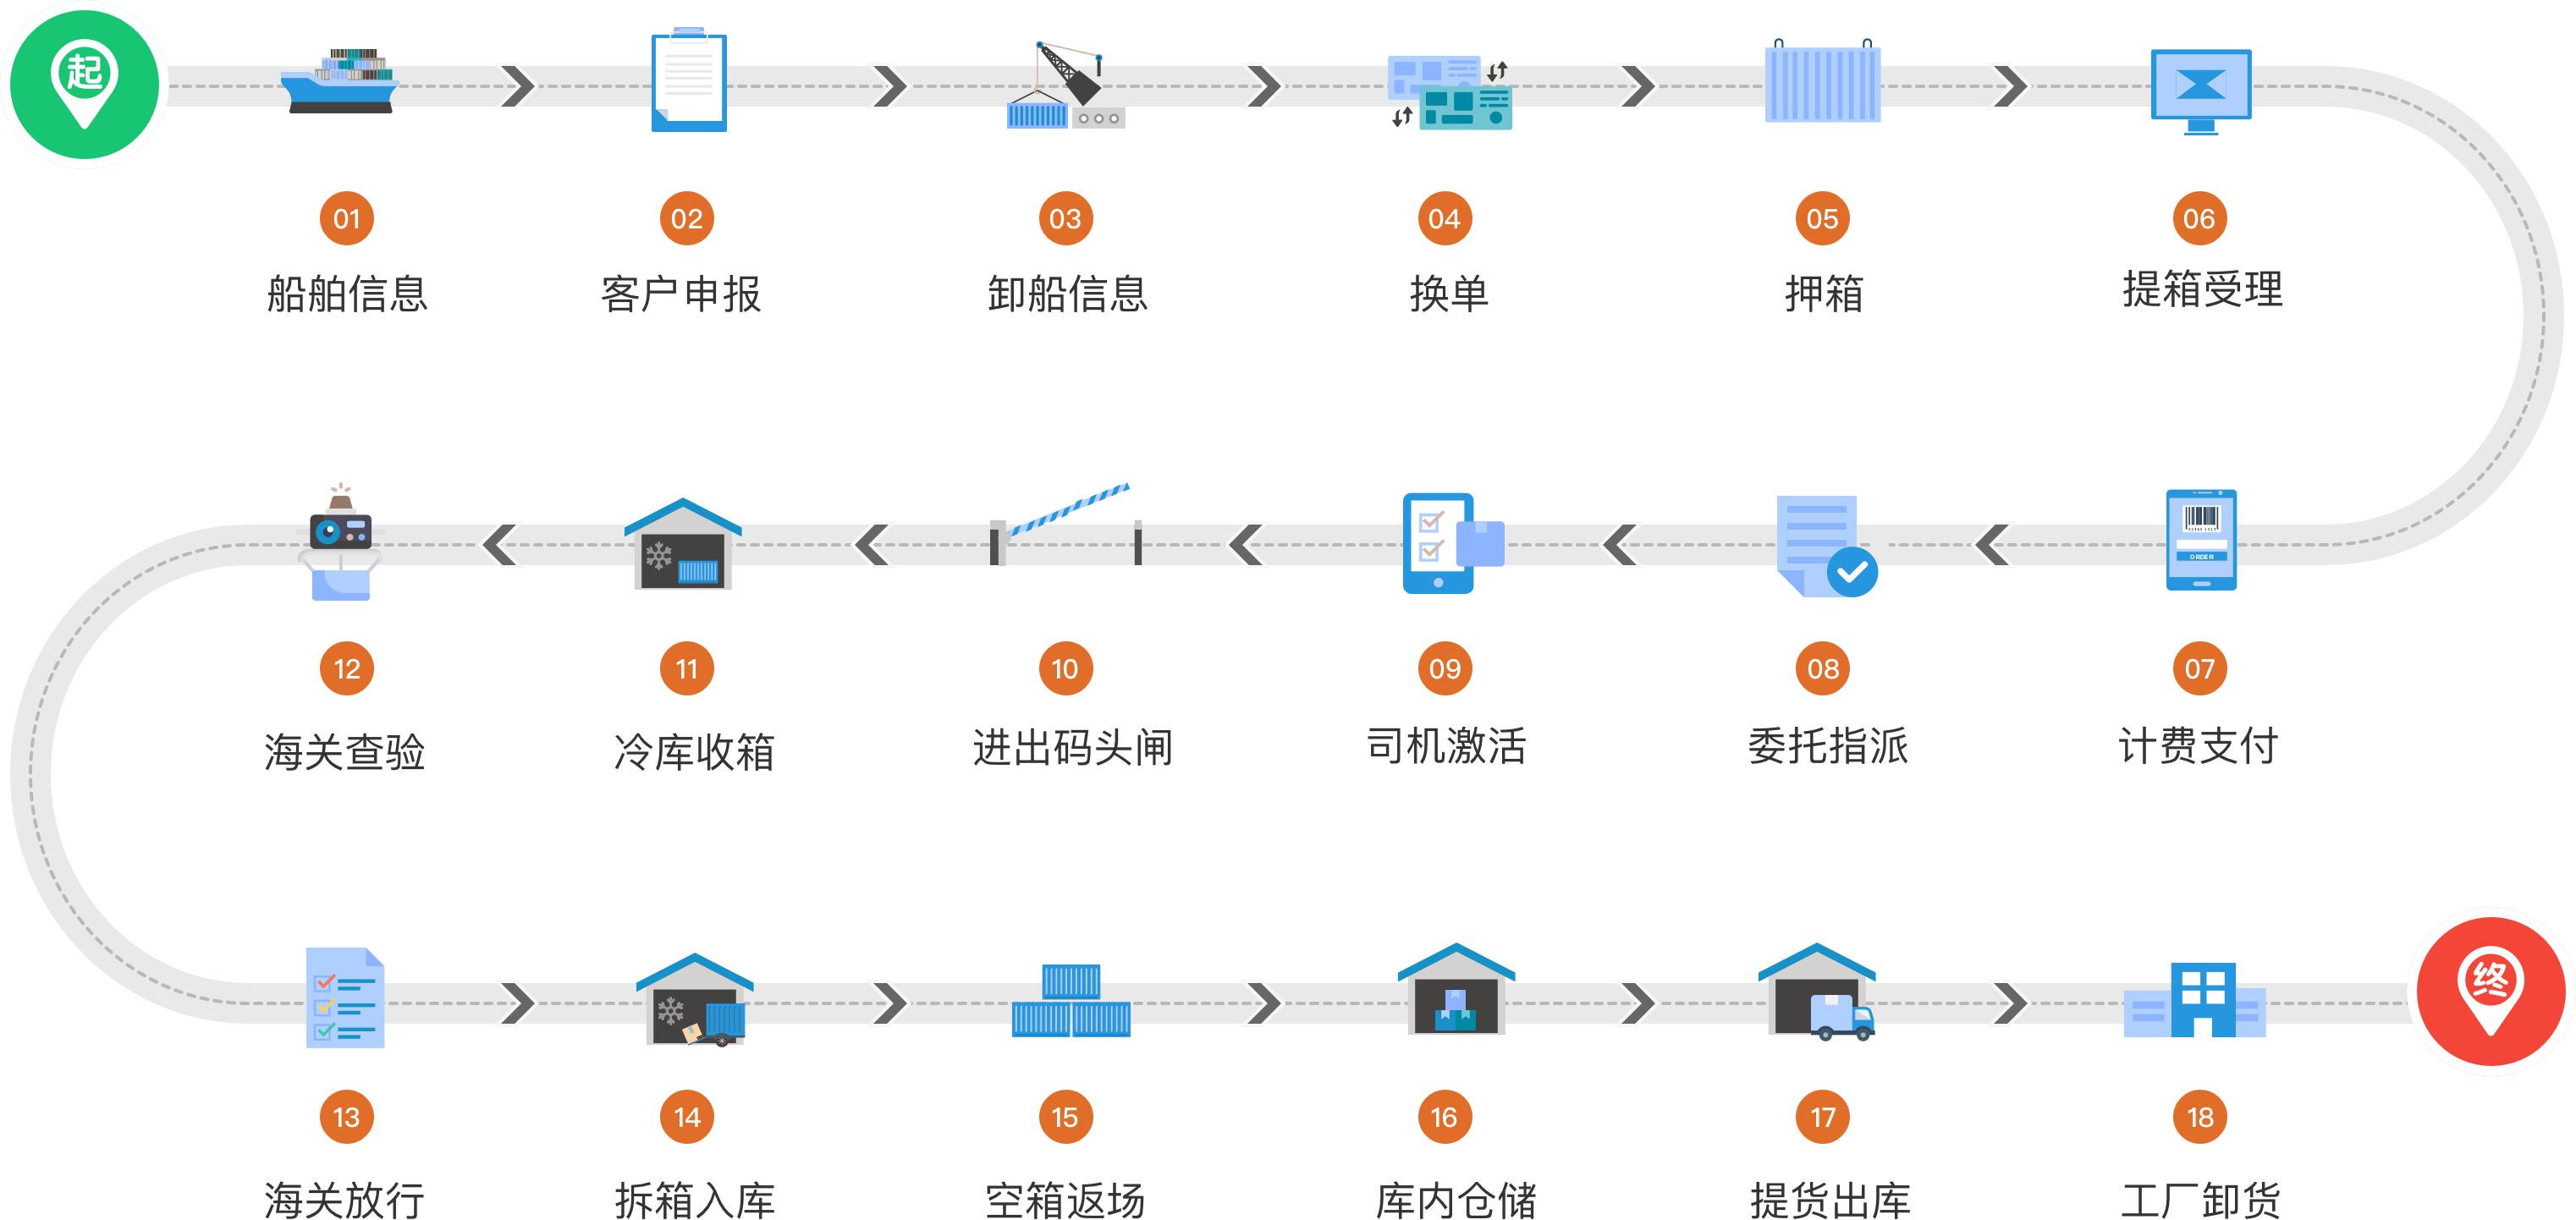 起
01
船舶信息
02
客户申报
03
卸船信息
04
换单
05
押箱
06
提箱受理
ORDER
07
计费支付
08
委托指派
09
司机激活
10
进出码头闸
11
冷库收箱
12
海关查验
13
海关放行
14
拆箱入库
15
空箱返场
16
库内仓储
17
提货出库
18
工厂卸货
终